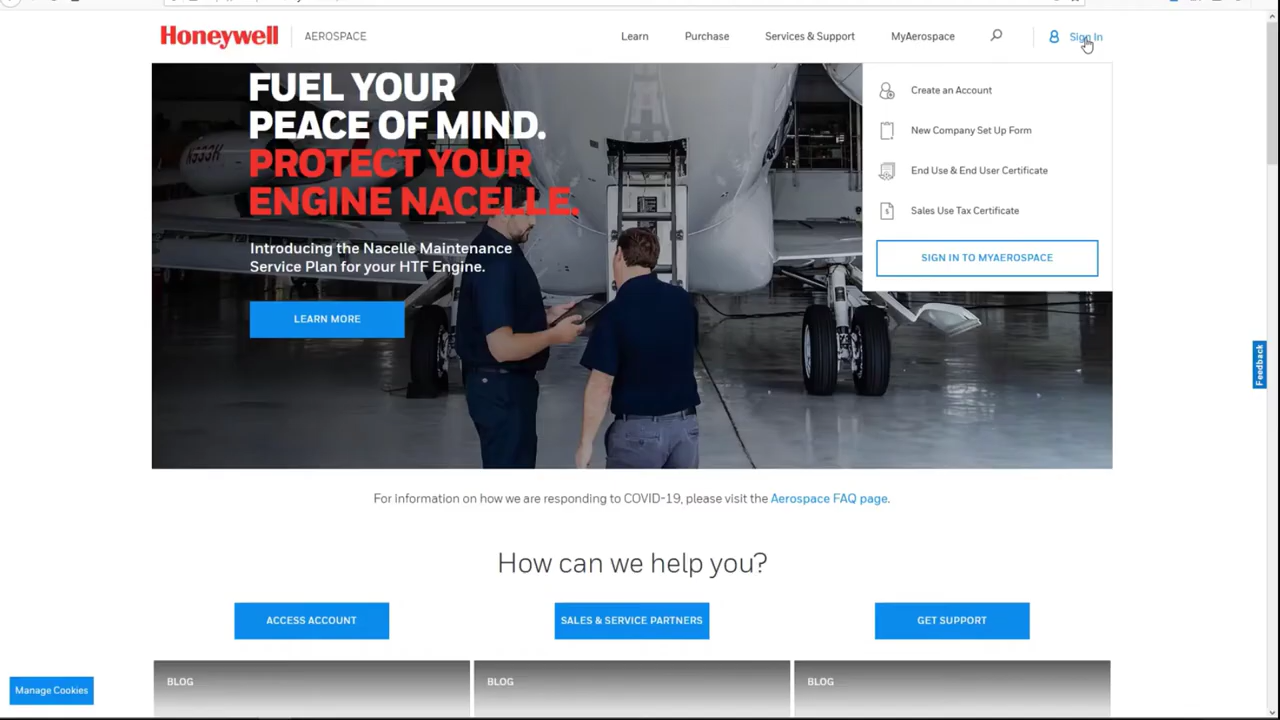 Honeywell
AEROSPACE
Learn
Purchase
Services & Support
MyAerospace
Sign In
Create an Account
New Company Set Up Form
End Use & End User Certificate
Sales Use Tax Certificate
SIGN IN TO MYAEROSPACE
FUEL YOUR
PEACE OF MIND.
PROTECT YOUR
ENGINE NACELLE.
Introducing the Nacelle Maintenance
Service Plan for your HTF Engine.
LEARN MORE
Feedback
For information on how we are responding to COVID-19, please visit the Aerospace FAQ page.
How can we help you?
ACCESS ACCOUNT
SALES & SERVICE PARTNERS
GET SUPPORT
Manage Cookies
BLOG
BLOG
BLOG